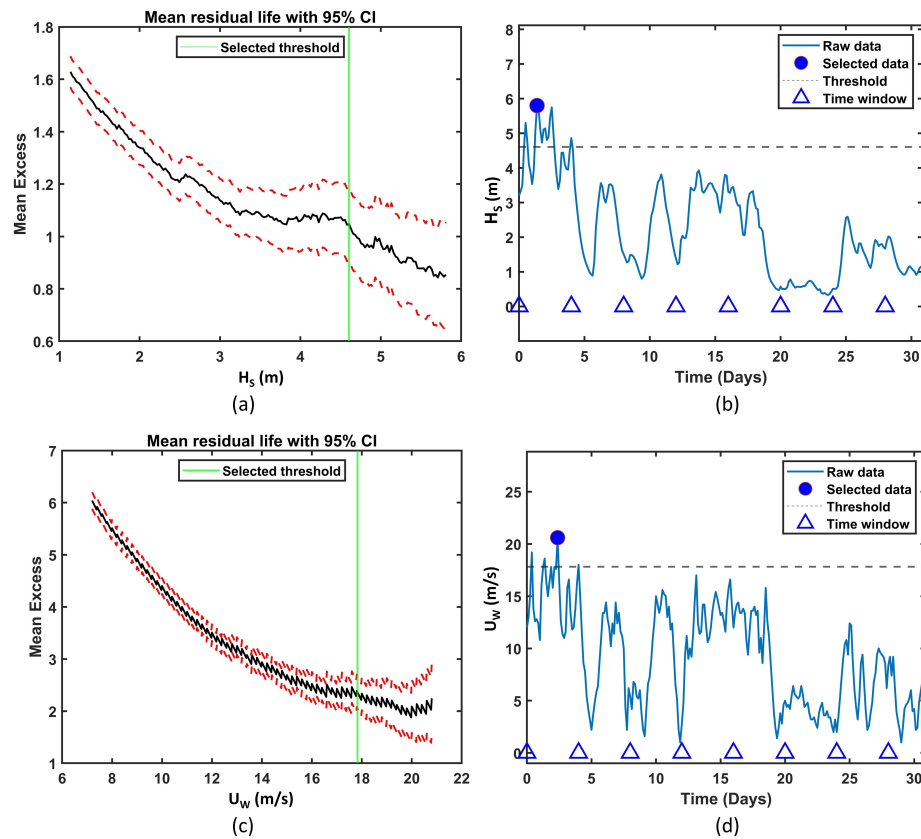 Mean residual life with 95% CI
Selected threshold
1.8
1.6
1.4
1.2
1.0
0.8
0.6
Mean Excess
1 2 3 4 5 6
H_S (m)
(a)
Raw data
Selected data
Threshold
Time window
8
7
6
5
4
3
2
1
0
H_S (m)
0 5 10 15 20 25 30
Time (Days)
(b)
Mean residual life with 95% CI
Selected threshold
7
6
5
4
3
2
1
Mean Excess
6 8 10 12 14 16 18 20 22
U_W (m/s)
(c)
Raw data
Selected data
Threshold
Time window
25
20
15
10
5
0
U_W (m/s)
0 5 10 15 20 25 30
Time (Days)
(d)